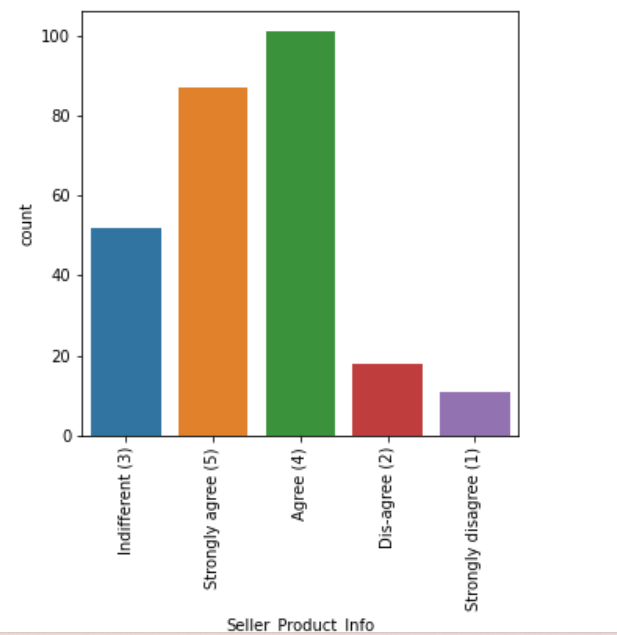 100
80
60
40
20
0
count
Indifferent (3)
Strongly agree (5)
Agree (4)
Dis-agree (2)
Strongly disagree (1)
Seller_Product_Info